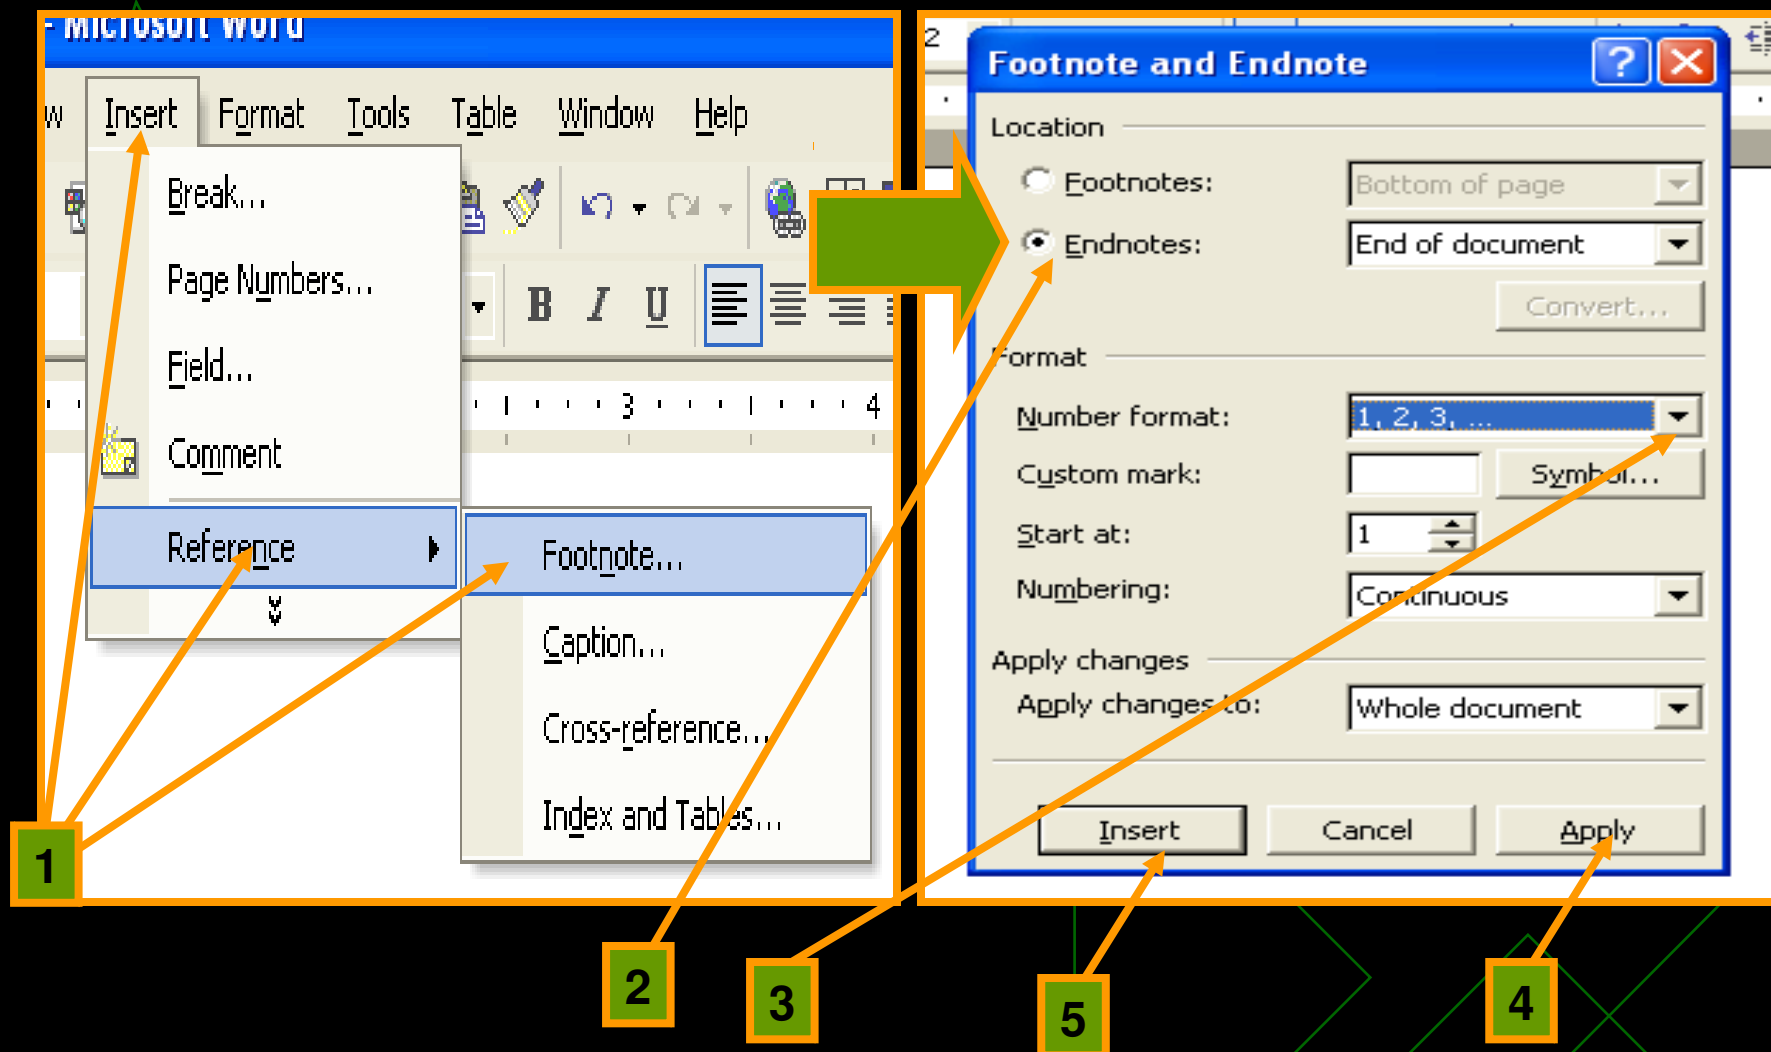 - Microsoft Word
w Insert Format Tools Table Window Help
Break...
Page Numbers...
B I U
Field...
3 4
Comment
Reference
Footnote...
Caption...
Cross-reference...
Index and Tables...
1
2
Footnote and Endnote
Location
Footnotes: Bottom of page
Endnotes: End of document
Convert...
Format
Number format: 1, 2, 3, ...
Custom mark: Symbol...
Start at: 1
Numbering: Continuous
Apply changes
Apply changes to: Whole document
Insert Cancel Apply
2
3
5
4